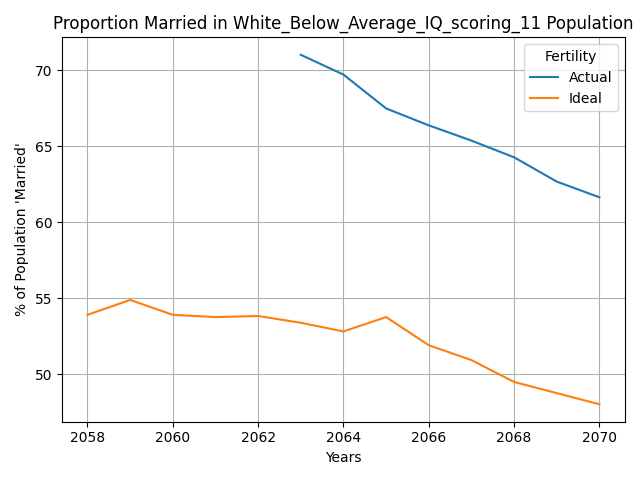 Proportion Married in White_Below_Average_IQ_scoring_11 Population
Fertility
Actual
Ideal
% of Population 'Married'
70
65
60
55
50
2058
2060
2062
2064
2066
2068
2070
Years